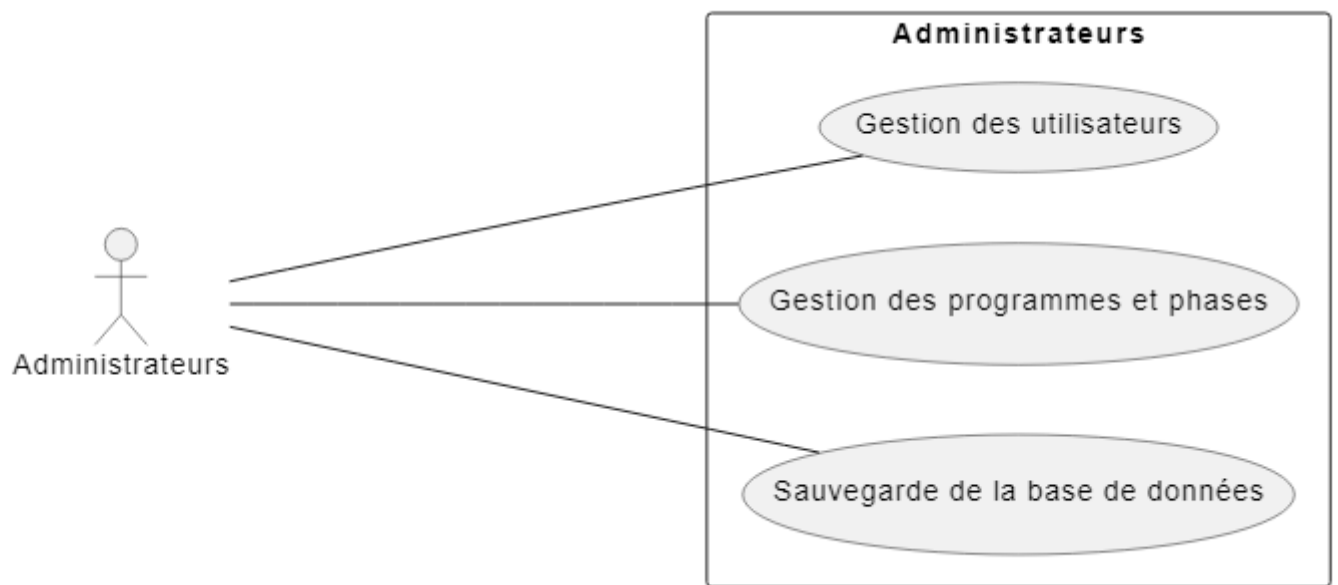 Administrateurs
Gestion des utilisateurs
Gestion des programmes et phases
Administrateurs
Sauvegarde de la base de données